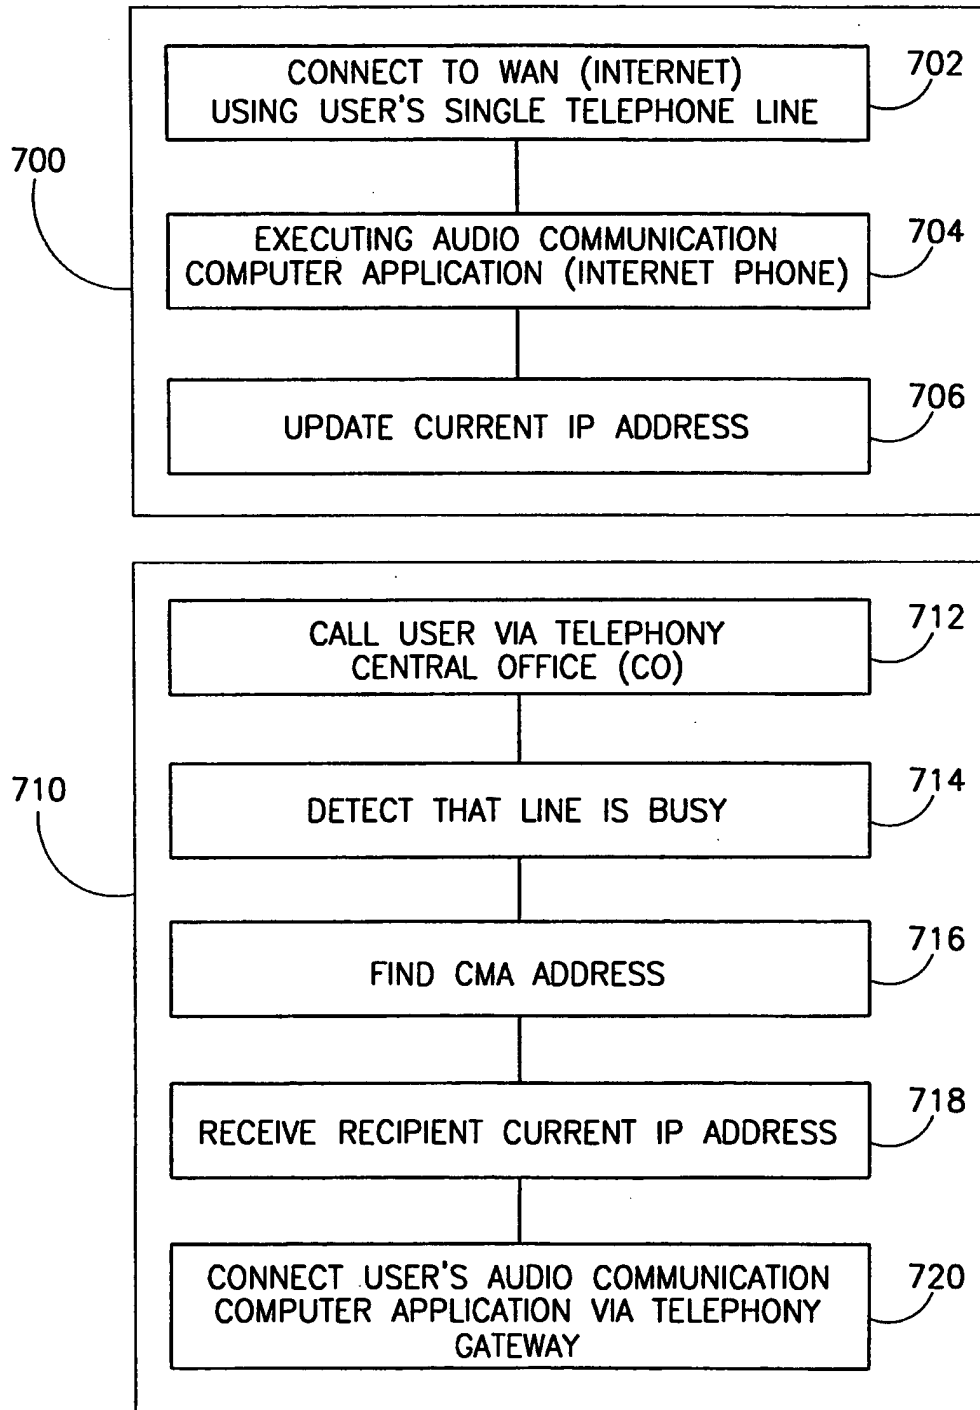 702
CONNECT TO WAN (INTERNET)
USING USER'S SINGLE TELEPHONE LINE
700
704
EXECUTING AUDIO COMMUNICATION
COMPUTER APPLICATION (INTERNET PHONE)
706
UPDATE CURRENT IP ADDRESS
712
CALL USER VIA TELEPHONY
CENTRAL OFFICE (CO)
710
714
DETECT THAT LINE IS BUSY
716
FIND CMA ADDRESS
718
RECEIVE RECIPIENT CURRENT IP ADDRESS
720
CONNECT USER'S AUDIO COMMUNICATION
COMPUTER APPLICATION VIA TELEPHONY
GATEWAY